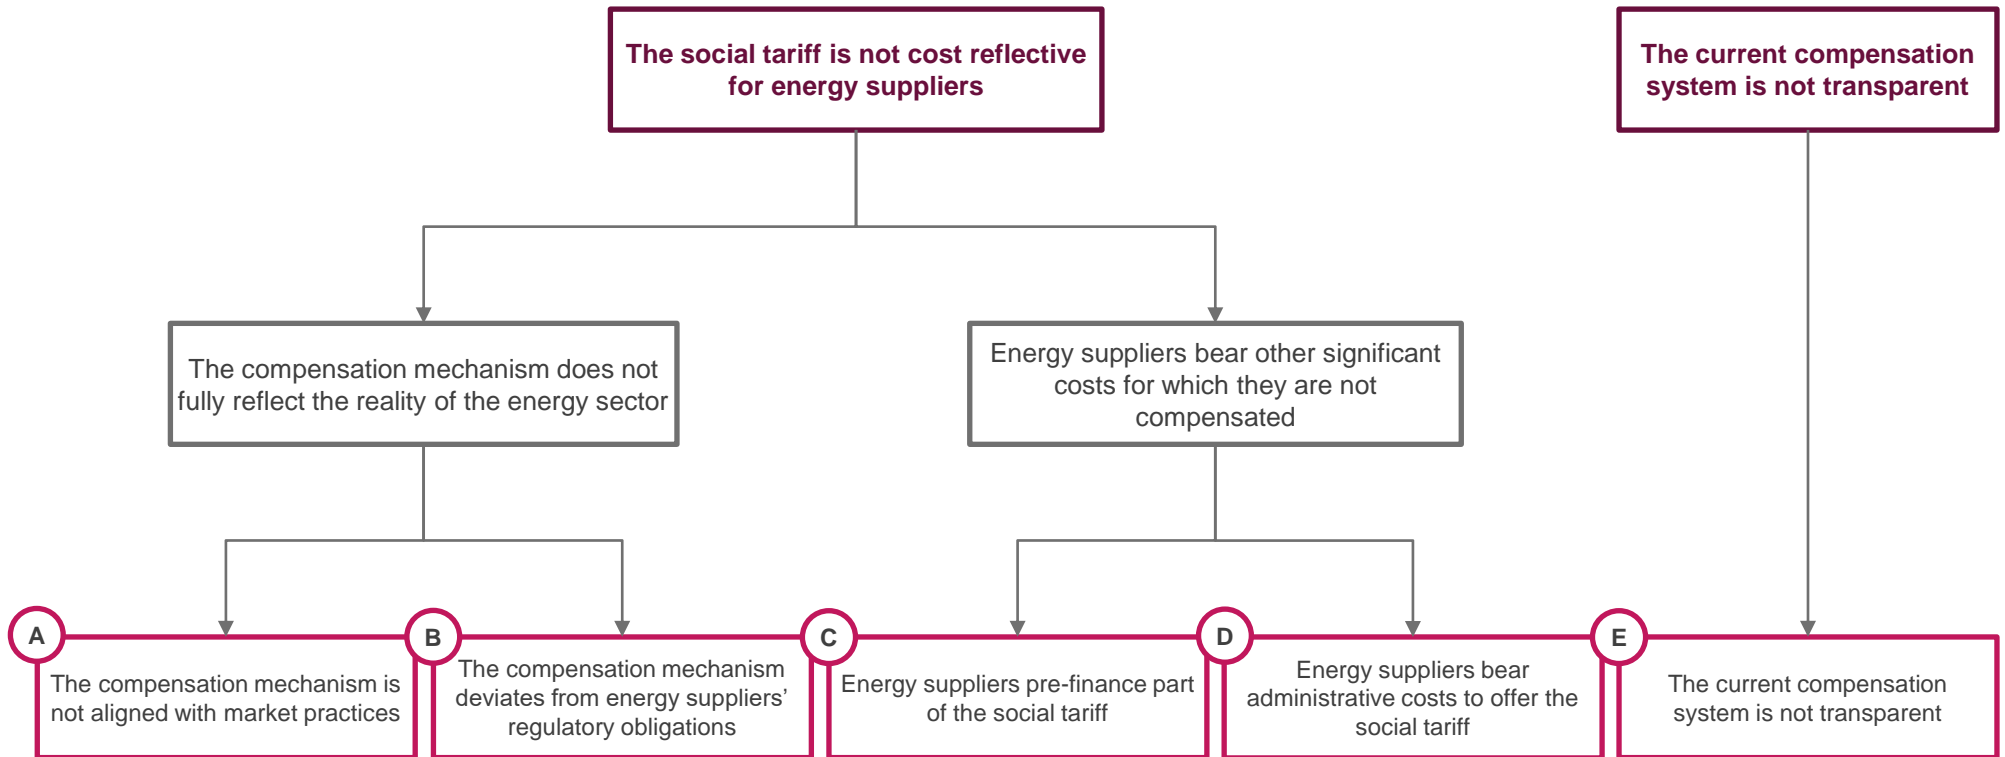 The social tariff is not cost reflective
for energy suppliers
The current compensation
system is not transparent
The compensation mechanism does not
fully reflect the reality of the energy sector
Energy suppliers bear other significant
costs for which they are not
compensated
A
The compensation mechanism is
not aligned with market practices
B
The compensation mechanism
deviates from energy suppliers’
regulatory obligations
C
Energy suppliers pre-finance part
of the social tariff
D
Energy suppliers bear
administrative costs to offer the
social tariff
E
The current compensation
system is not transparent